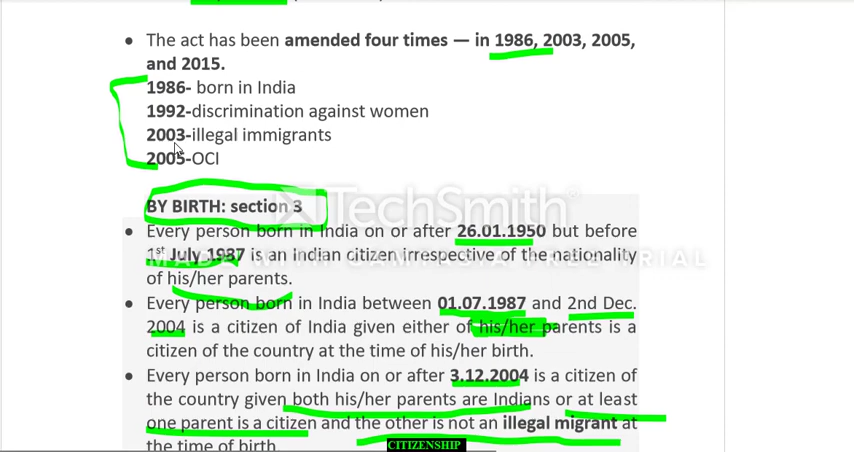 • The act has been amended four times — in 1986, 2003, 2005,
and 2015.
1986- born in India
1992-discrimination against women
2003-illegal immigrants
2005-OCI
TechSmith
BY BIRTH: section 3
• Every person born in India on or after 26.01.1950 but before
1st July 1987 is an Indian citizen irrespective of the nationality
MADE WITH CAMTASIA FREE TRIAL
of his/her parents.
• Every person born in India between 01.07.1987 and 2nd Dec.
2004 is a citizen of India given either of his/her parents is a
citizen of the country at the time of his/her birth.
• Every person born in India on or after 3.12.2004 is a citizen of
the country given both his/her parents are Indians or at least
one parent is a citizen and the other is not an illegal migrant at
the time of birth.
CITIZENSHIP